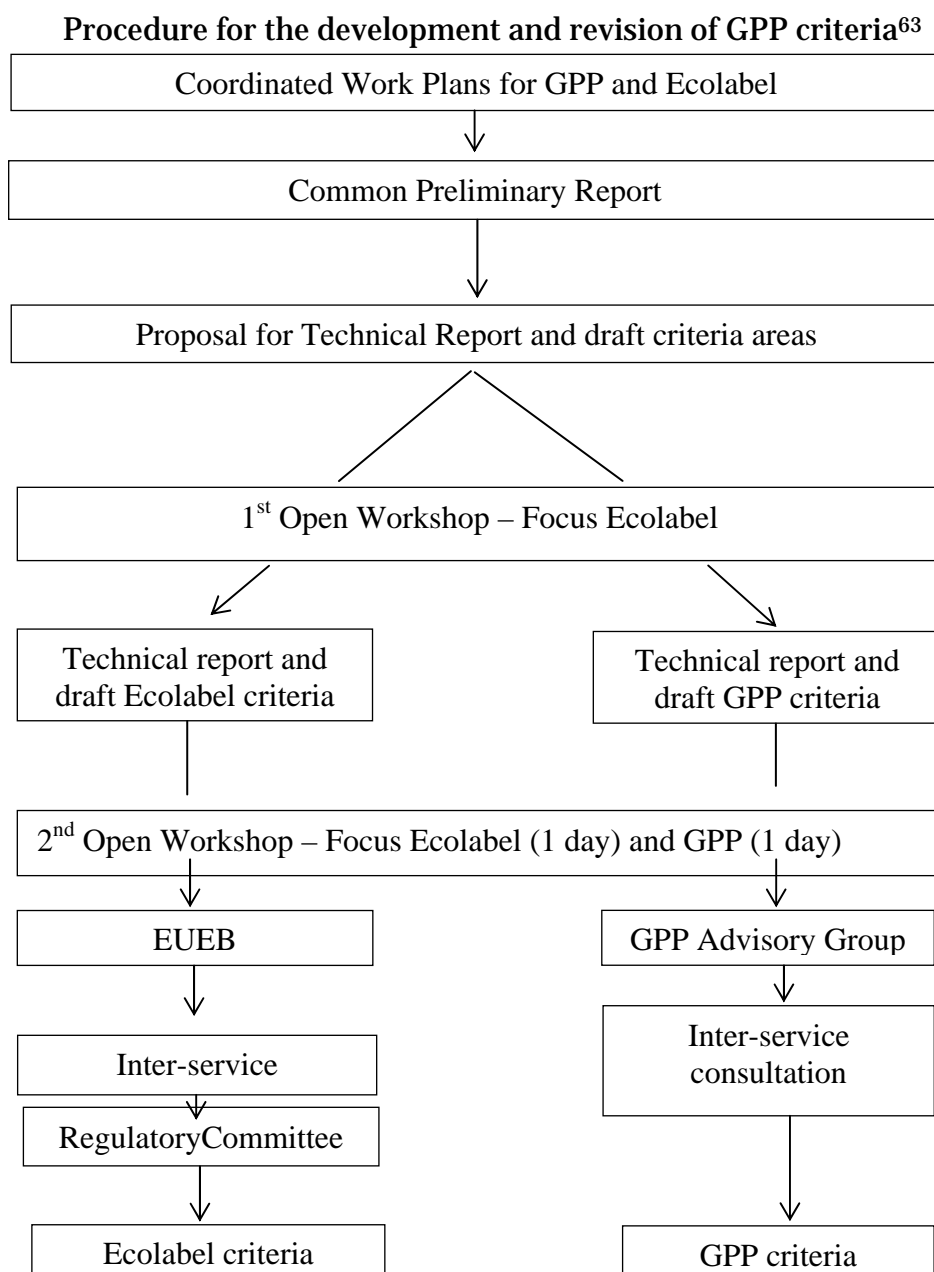 Procedure for the development and revision of GPP criteria⁶³
Coordinated Work Plans for GPP and Ecolabel
Common Preliminary Report
Proposal for Technical Report and draft criteria areas
1ˢᵗ Open Workshop – Focus Ecolabel
Technical report and
draft Ecolabel criteria
Technical report and
draft GPP criteria
2ⁿᵈ Open Workshop – Focus Ecolabel (1 day) and GPP (1 day)
EUEB
GPP Advisory Group
Inter-service
Inter-service
consultation
RegulatoryCommittee
Ecolabel criteria
GPP criteria